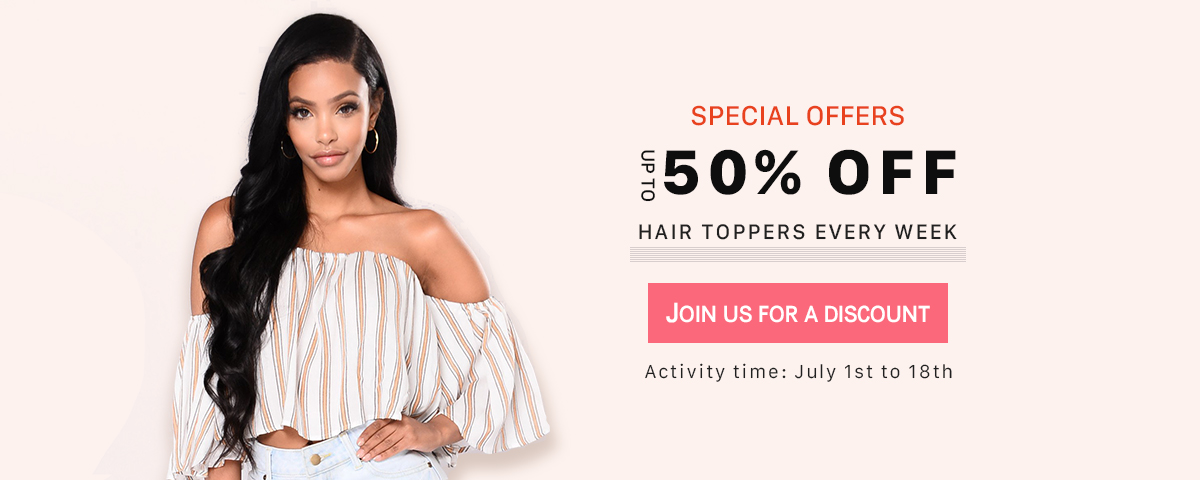 SPECIAL OFFERS
UP TO 50% OFF
HAIR TOPPERS EVERY WEEK
JOIN US FOR A DISCOUNT
Activity time: July 1st to 18th